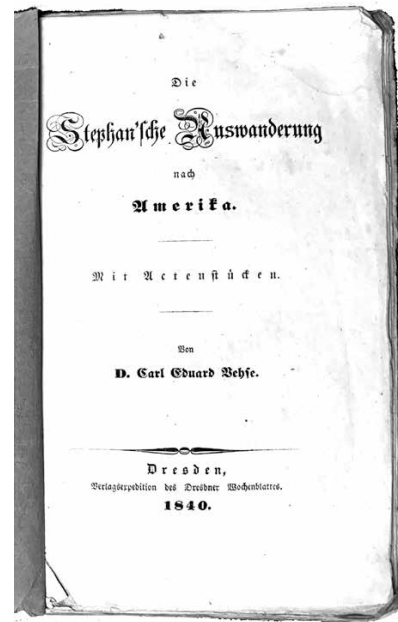 Die
Stephan'sche Auswanderung
nach
Amerika.
Mit Actenstücken.
Von
D. Carl Eduard Vehse.
Dresden,
Verlagsexpedition des Dresdner Wochenblattes.
1840.